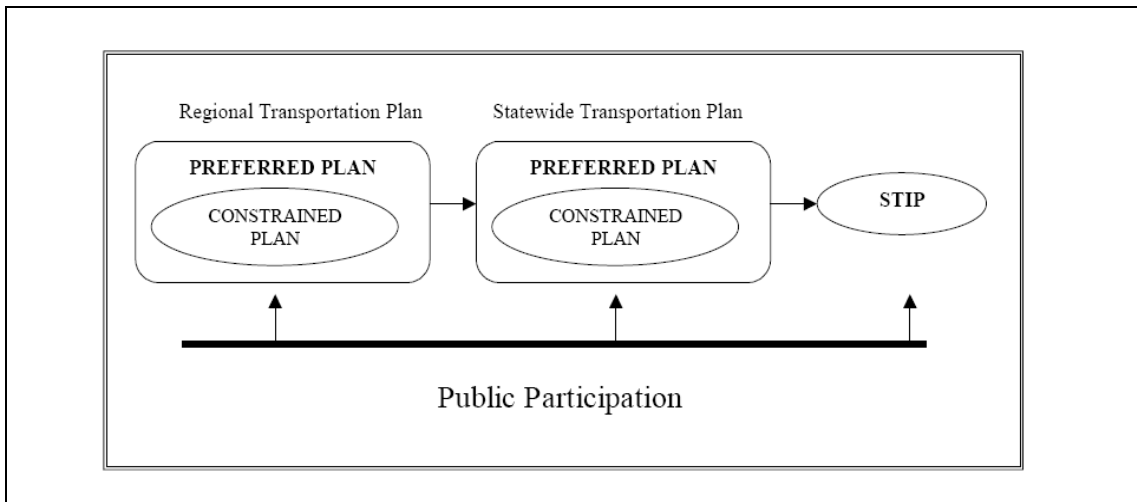 Regional Transportation Plan
Statewide Transportation Plan
PREFERRED PLAN
CONSTRAINED
PLAN
PREFERRED PLAN
CONSTRAINED
PLAN
STIP
Public Participation